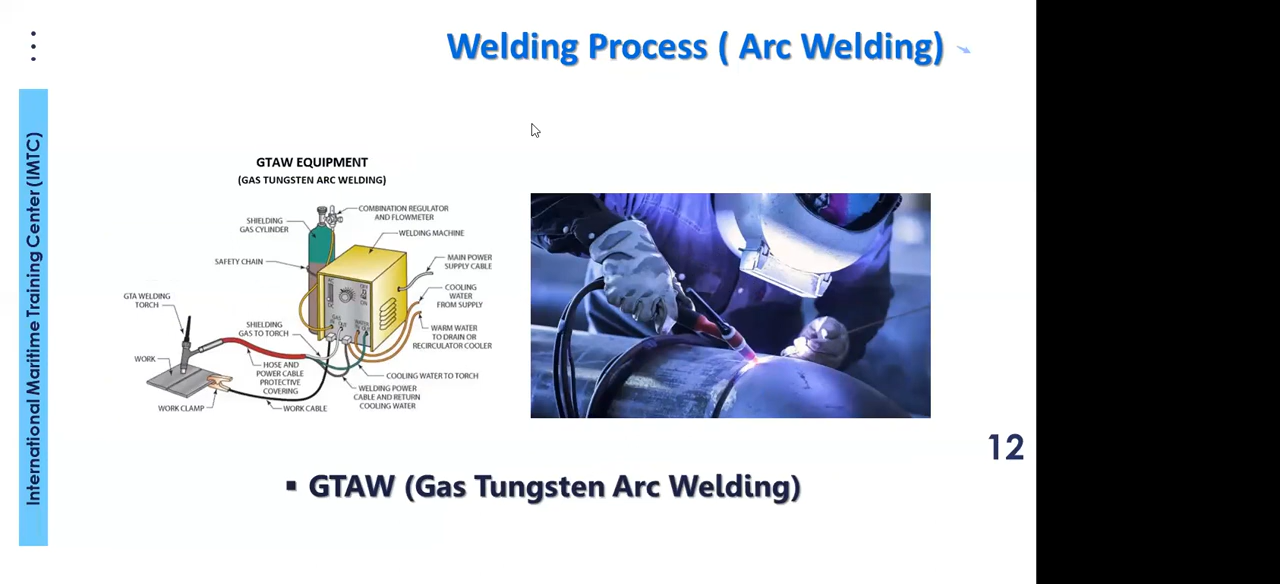 Welding Process ( Arc Welding)
International Maritime Training Center (IMTC)
GTAW EQUIPMENT
(GAS TUNGSTEN ARC WELDING)
COMBINATION REGULATOR
AND FLOWMETER
SHIELDING
GAS CYLINDER
WELDING MACHINE
SAFETY CHAIN
MAIN POWER
SUPPLY CABLE
COOLING
WATER
FROM SUPPLY
GTA WELDING
TORCH
SHIELDING
GAS TO TORCH
WARM WATER
TO DRAIN OR
RECIRCULATOR COOLER
WORK
HOSE AND
POWER CABLE
PROTECTIVE
COVERING
COOLING WATER TO TORCH
WELDING POWER
CABLE AND RETURN
COOLING WATER
WORK CLAMP
WORK CABLE
12
▪ GTAW (Gas Tungsten Arc Welding)